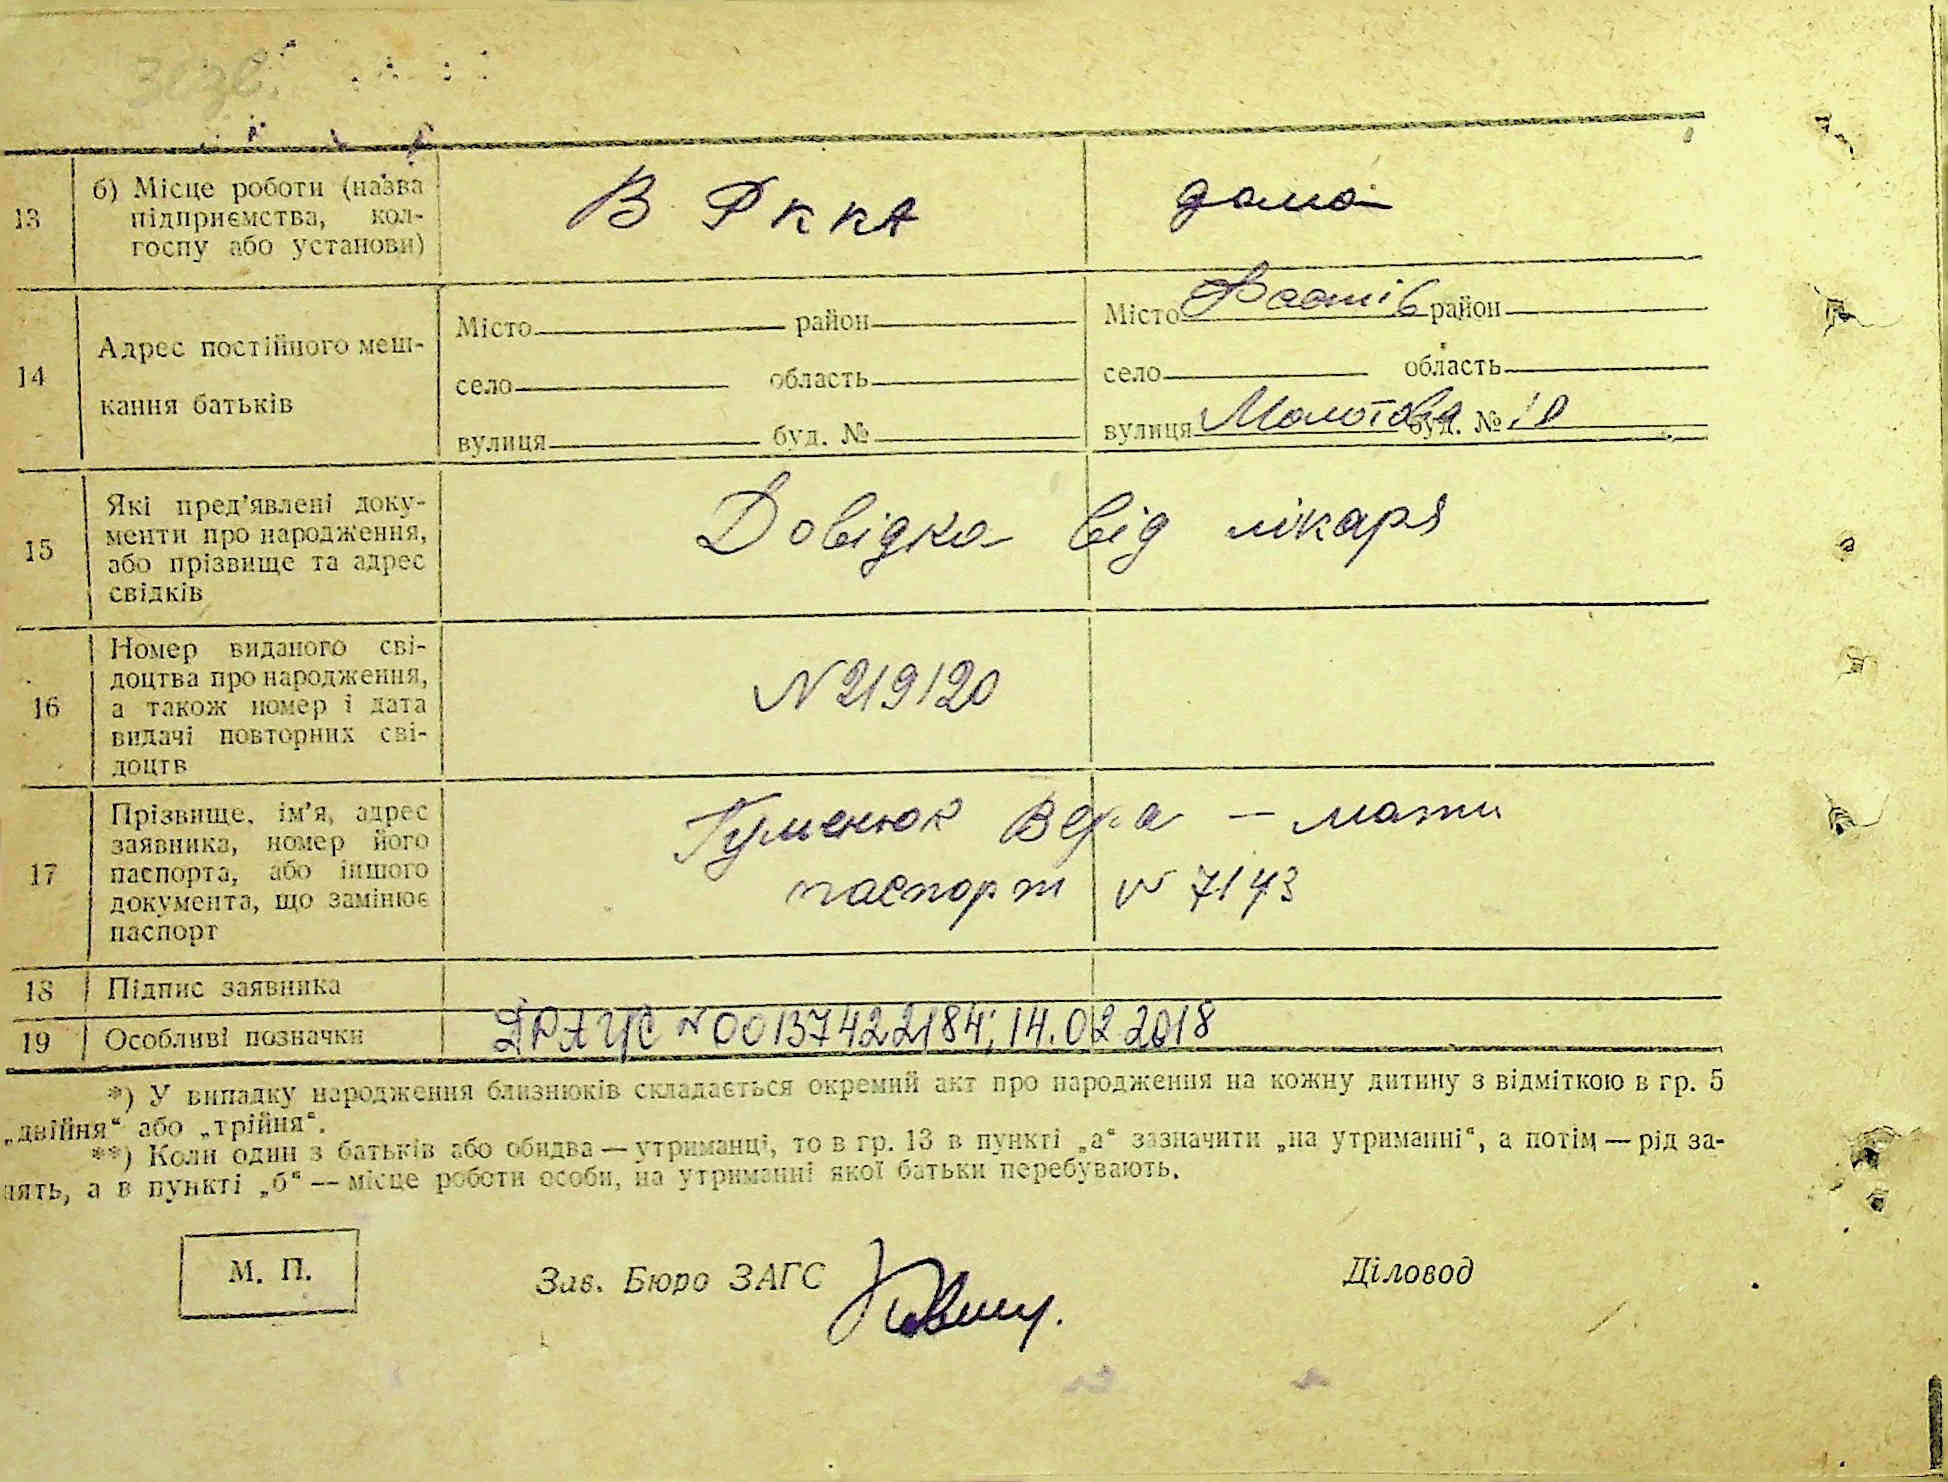 13 б) Місце роботи (назва
підприємства, кол-
госпу або установи)
В РККА дома
14 Адрес постійного меш-
кання батьків
Місто район Місто Фастів район
село область село область
вулиця буд. № вулиця Молотова буд. № 10
15 Які пред'явлені доку-
менти про народження,
або прізвище та адрес
свідків
Довідка від лікаря
16 Номер виданого сві-
доцтва про народження,
а також номер і дата
видачі повторних сві-
доцтв
N 219120
17 Прізвище, ім'я, адрес
заявника, номер його
паспорта, або іншого
документа, що замінює
паспорт
Гуменюк Вера – мати
паспорт N 7143
18 Підпис заявника
19 Особливі позначки
ДРАЦС N 00137422184; 14.02 2018
*) У випадку народження близнюків складається окремий акт про народження на кожну дитину з відміткою в гр. 5
„двійня“ або „трійня“.
**) Коли один з батьків або обидва — утриманці, то в гр. 13 в пункті „а“ зазначити „на утриманні“, а потім — рід за-
нять, а в пункті „б“ — місце роботи особи, на утриманні якої батьки перебувають.
М. П.
Зав. Бюро ЗАГС Діловод